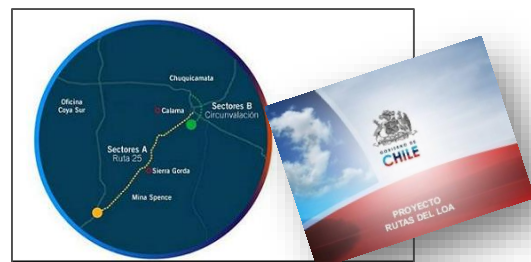 Chuquicamata
Oficina
Coya Sur
Calama
Sectores B
Circunvalación
Sectores A
Ruta 25
Sierra Gorda
Mina Spence
GOBIERNO DE
CHILE
PROYECTO
RUTAS DEL LOA